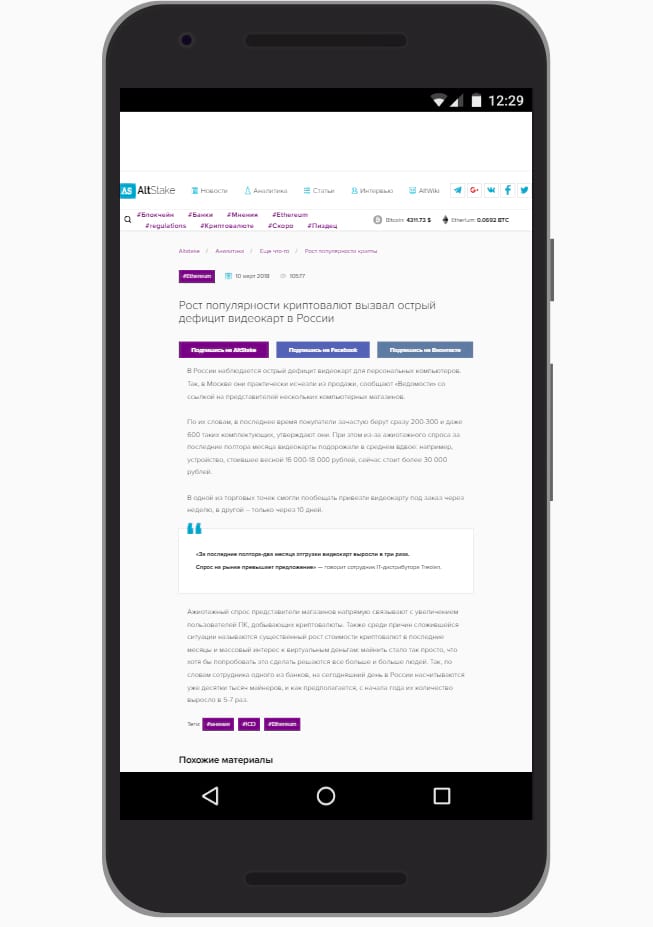 12:29
AS AltStake Новости Аналитика Статьи Интервью AltWiki
#Блокчейн #Банки #Мнения #Ethereum
#regulations #Криптовалюте #Скоро #Пиздец
Bitcoin: 4311.73 $ Etherium: 0.0692 BTC
Altstake / Аналитика / Еще что-то / Рост популярности крипты
#Ethereum 10 март 2018 10577
Рост популярности криптовалют вызвал острый
дефицит видеокарт в России
Подпишись на AltStake Подпишись на Facebook Подпишись на Вконтакте
В России наблюдается острый дефицит видеокарт для персональных компьютеров.
Так, в Москве они практически исчезли из продажи, сообщают «Ведомости» со
ссылкой на представителей нескольких компьютерных магазинов.
По их словам, в последнее время покупатели зачастую берут сразу 200-300 и даже
600 таких комплектующих, утверждают они. При этом из-за ажиотажного спроса за
последние полтора месяца видеокарты подорожали в среднем вдвое: например,
устройство, стоившее весной 16 000-18 000 рублей, сейчас стоит более 30 000
рублей.
В одной из торговых точек смогли пообещать привезти видеокарту под заказ через
неделю, в другой – только через 10 дней.
«За последние полтора-два месяца отгрузки видеокарт выросли в три раза.
Спрос на рынке превышает предложение» — говорит сотрудник IT-дистрибутора Treolan.
Ажиотажный спрос представители магазинов напрямую связывают с увеличением
пользователей ПК, добывающих криптовалюты. Также среди причин сложившейся
ситуации называются существенный рост стоимости криптовалют в последние
месяцы и массовый интерес к виртуальным деньгам: майнить стало так просто, что
хотя бы попробовать это сделать решаются все больше и больше людей. Так, по
словам сотрудника одного из банков, на сегодняшний день в России насчитываются
уже десятки тысяч майнеров, и как предполагается, с начала года их количество
выросло в 5-7 раз.
Теги: #мнения #ICO #Ethereum
Похожие материалы